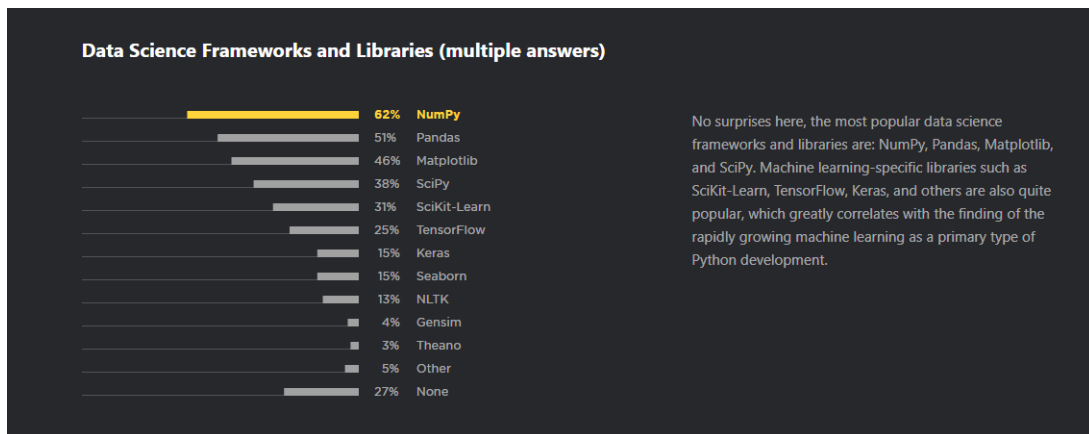 Data Science Frameworks and Libraries (multiple answers)
62% NumPy
51% Pandas
46% Matplotlib
38% SciPy
31% SciKit-Learn
25% TensorFlow
15% Keras
15% Seaborn
13% NLTK
4% Gensim
3% Theano
5% Other
27% None
No surprises here, the most popular data science
frameworks and libraries are: NumPy, Pandas, Matplotlib,
and SciPy. Machine learning-specific libraries such as
SciKit-Learn, TensorFlow, Keras, and others are also quite
popular, which greatly correlates with the finding of the
rapidly growing machine learning as a primary type of
Python development.